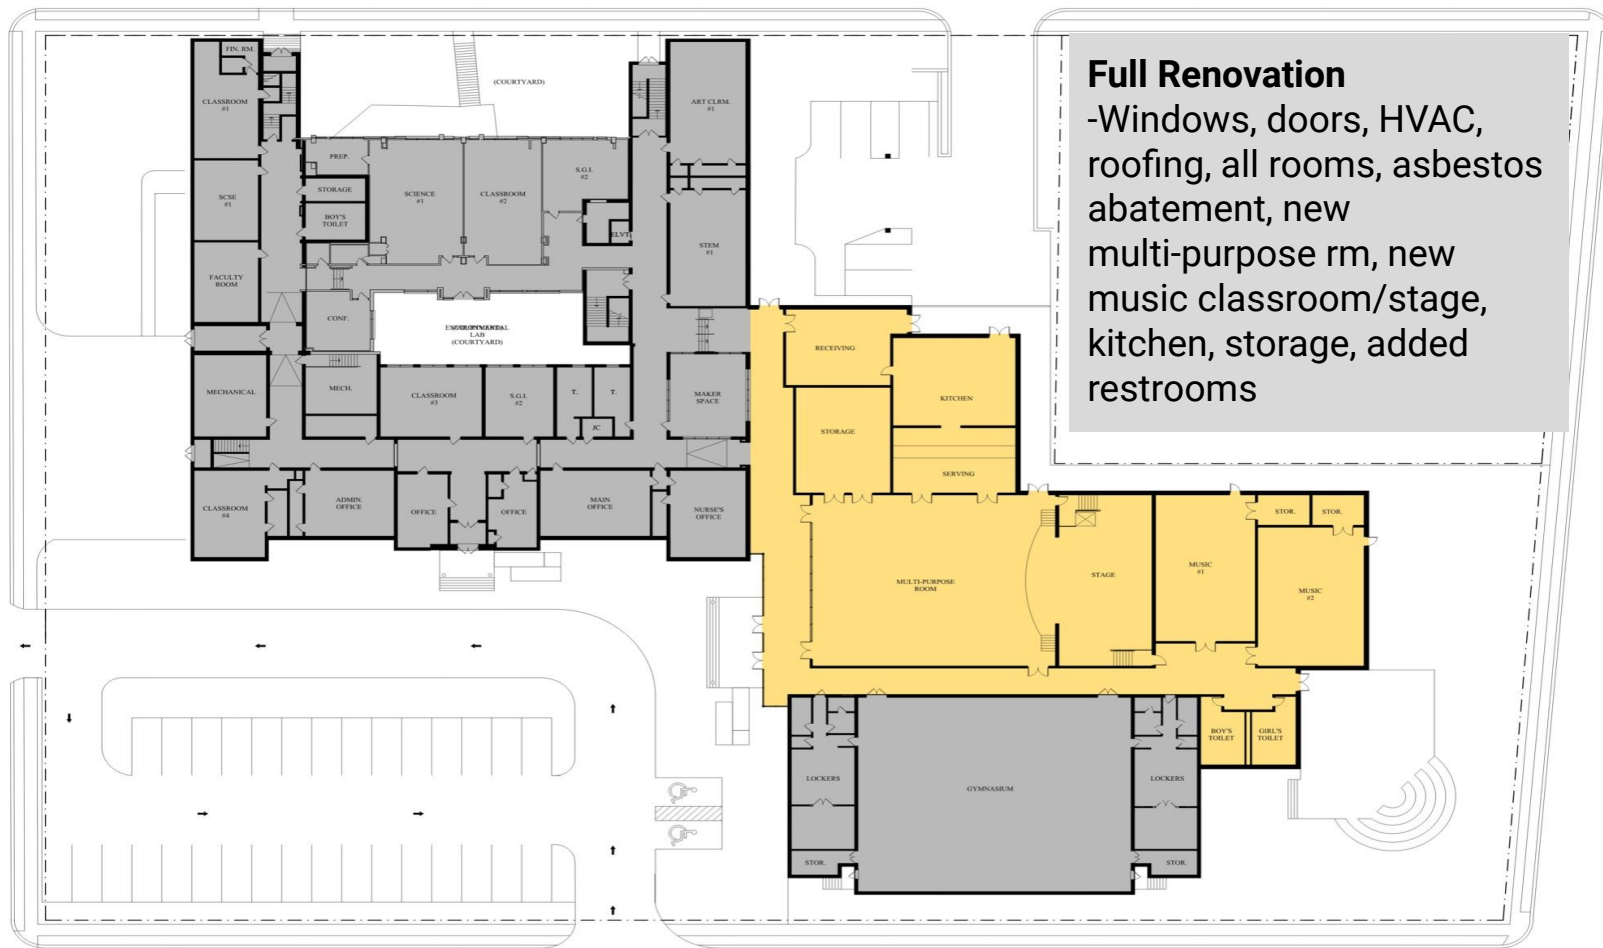 FIN. RM.
CLASSROOM
#1
SCSE
#1
FACULTY
ROOM
MECHANICAL
CLASSROOM
#4
PREP.
STORAGE
BOY'S
TOILET
CONF.
MECH.
ADMIN.
OFFICE
(COURTYARD)
SCIENCE
#1
CLASSROOM
#2
S.G.I.
#2
ELVT.
LAB
(COURTYARD)
CLASSROOM
#3
S.G.I.
#2
T.
T.
JC
OFFICE
OFFICE
MAIN
OFFICE
ART CLRM.
#1
STEM
#1
MAKER
SPACE
NURSE'S
OFFICE
Full Renovation
-Windows, doors, HVAC,
roofing, all rooms, asbestos
abatement, new
multi-purpose rm, new
music classroom/stage,
kitchen, storage, added
restrooms
RECEIVING
KITCHEN
STORAGE
SERVING
MULTI-PURPOSE
ROOM
STAGE
MUSIC
#1
STOR.
STOR.
MUSIC
#2
BOY'S
TOILET
GIRL'S
TOILET
LOCKERS
STOR.
GYMNASIUM
LOCKERS
STOR.